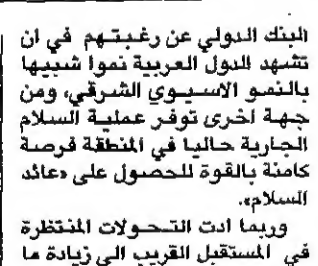 البنك الدولي عن رغبتهم في ان
تشهد الدول العربية نموا شبيها
بالنمو الاسيوي الشرقي، ومن
جهة اخرى توفر عملية السلام
الجارية حاليا في المنطقة فرصة
كامنة بالقوة للحصول على «عائد
السلام».
وربما ادت التحولات المنتظرة
في المستقبل القريب الى زيادة ما